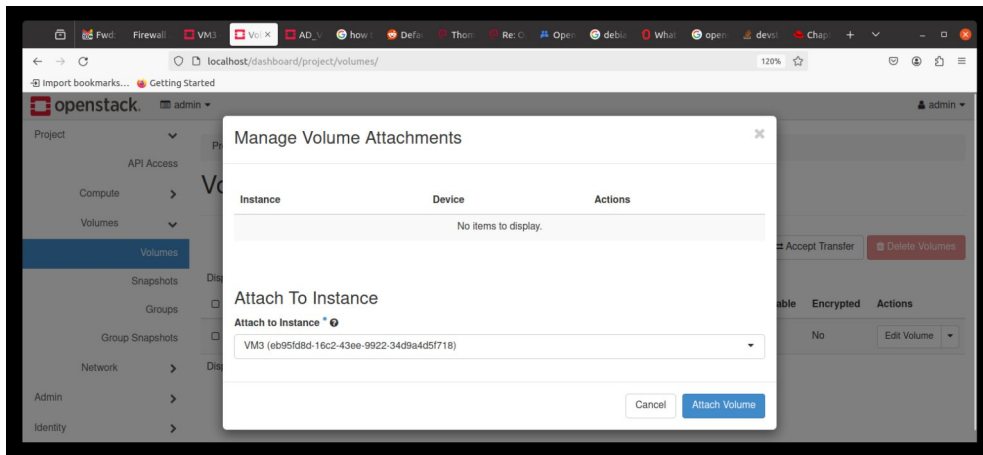 Fwd: Firewall VM3 Vol × AD_V how t Defau Thom Re: O Open debia What open devst Chap
localhost/dashboard/project/volumes/ 120%
Import bookmarks... Getting Started
openstack. admin admin
Project
API Access
Compute
Volumes
Volumes
Snapshots
Groups
Group Snapshots
Network
Admin
Identity
Manage Volume Attachments ×
Instance Device Actions
No items to display.
Attach To Instance
Attach to Instance *
VM3 (eb95fd8d-16c2-43ee-9922-34d9a4d5f718)
Cancel Attach Volume
Accept Transfer Delete Volumes
Encrypted Actions
No Edit Volume